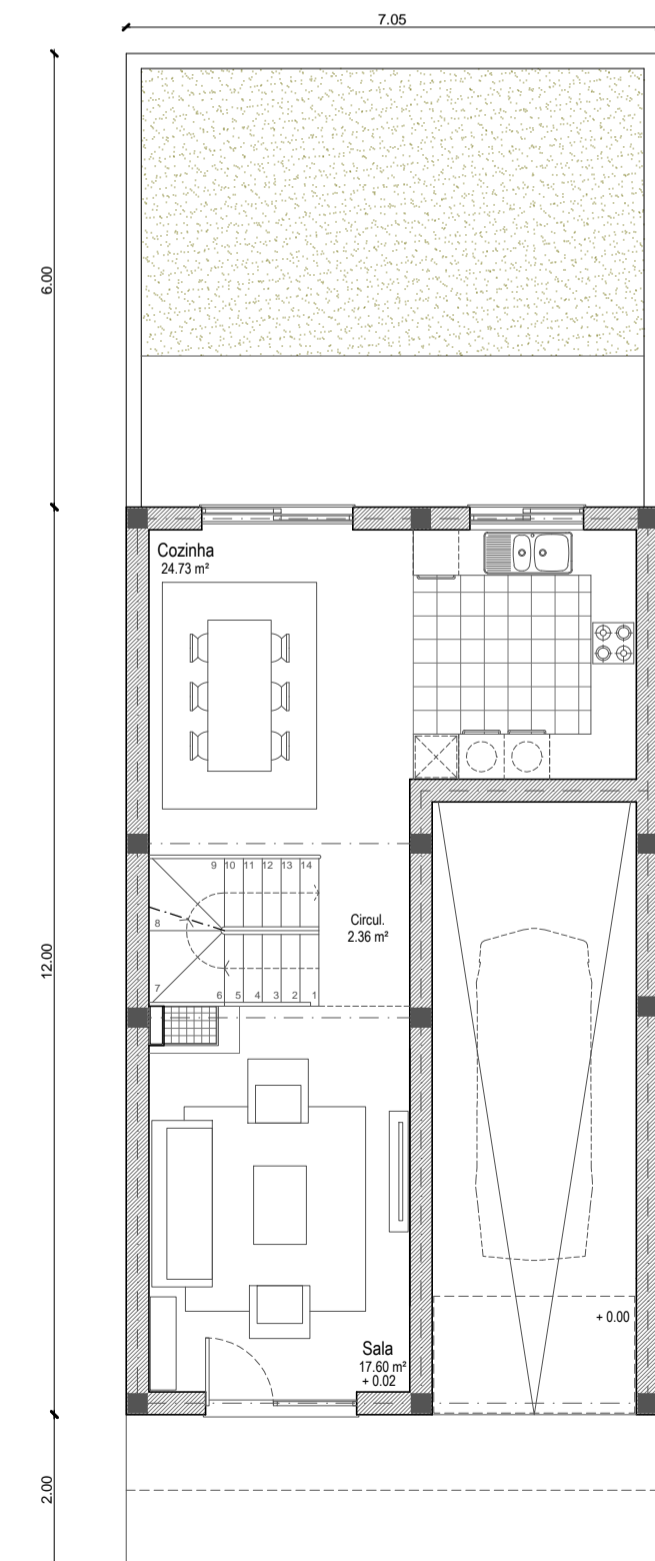 7.05
6.00
Cozinha
24.73 m²
9 10 11 12 13 14
8
Circul.
2.36 m²
12.00
7
6 5 4 3 2 1
+ 0.00
Sala
17.60 m²
+ 0.02
2.00